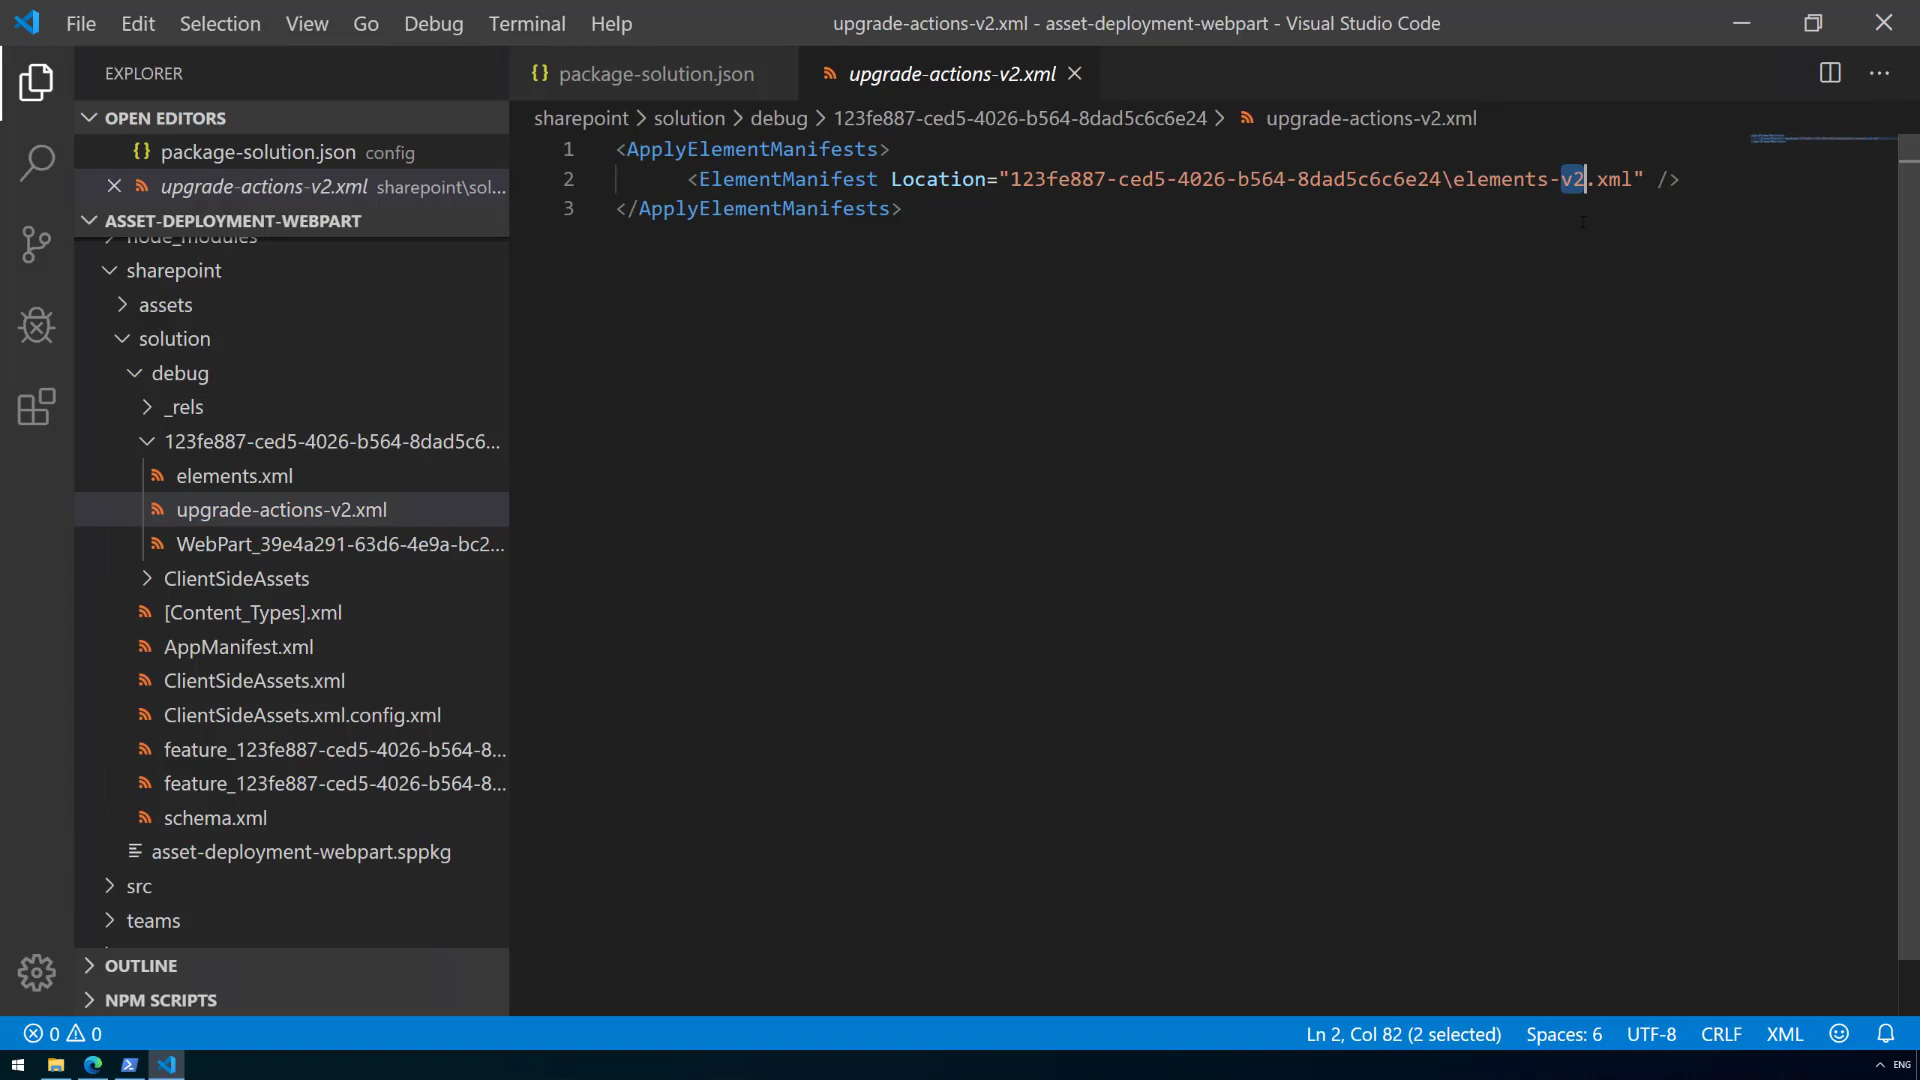 File Edit Selection View Go Debug Terminal Help
upgrade-actions-v2.xml - asset-deployment-webpart - Visual Studio Code
EXPLORER
OPEN EDITORS
{} package-solution.json config
upgrade-actions-v2.xml sharepoint\sol...
ASSET-DEPLOYMENT-WEBPART
node_modules
sharepoint
assets
solution
debug
_rels
123fe887-ced5-4026-b564-8dad5c6...
elements.xml
upgrade-actions-v2.xml
WebPart_39e4a291-63d6-4e9a-bc2...
ClientSideAssets
[Content_Types].xml
AppManifest.xml
ClientSideAssets.xml
ClientSideAssets.xml.config.xml
feature_123fe887-ced5-4026-b564-8...
feature_123fe887-ced5-4026-b564-8...
schema.xml
asset-deployment-webpart.sppkg
src
teams
OUTLINE
NPM SCRIPTS
{} package-solution.json
upgrade-actions-v2.xml
sharepoint > solution > debug > 123fe887-ced5-4026-b564-8dad5c6c6e24 > upgrade-actions-v2.xml
1 <ApplyElementManifests>
2 <ElementManifest Location="123fe887-ced5-4026-b564-8dad5c6c6e24\elements-v2.xml" />
3 </ApplyElementManifests>
0 0
Ln 2, Col 82 (2 selected) Spaces: 6 UTF-8 CRLF XML
ENG